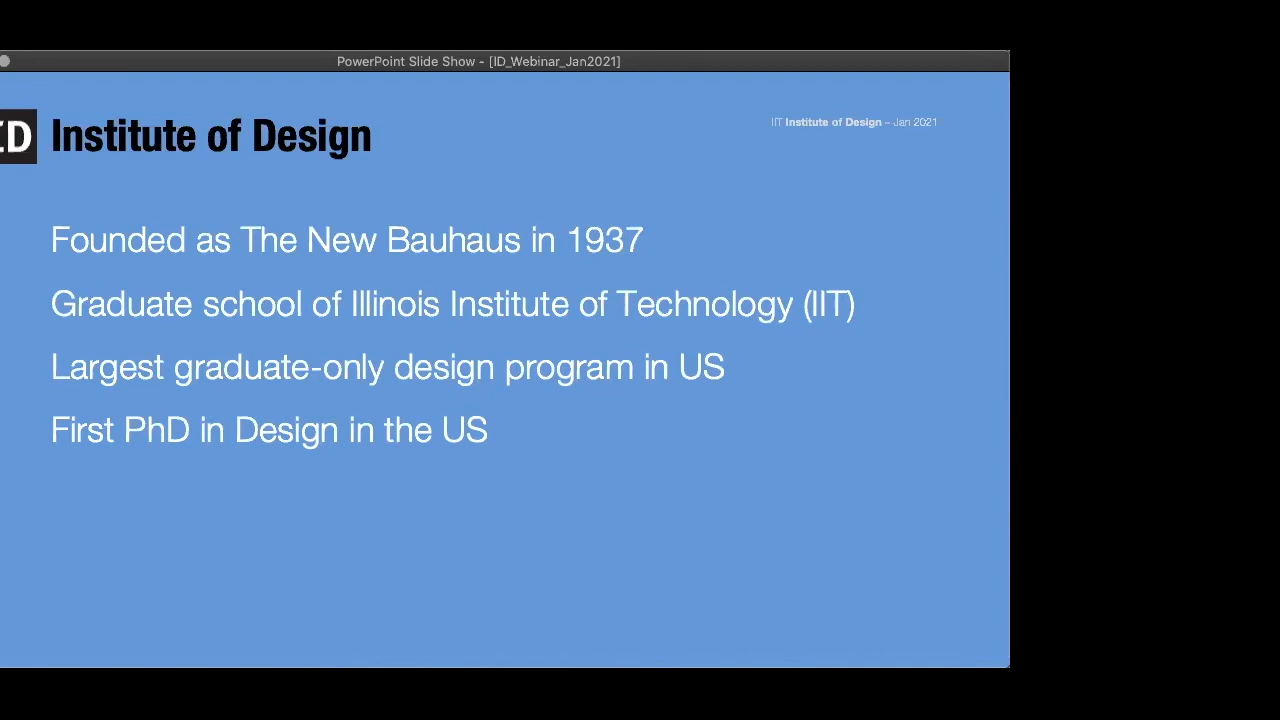 PowerPoint Slide Show - [ID_Webinar_Jan2021]
ID Institute of Design
IIT Institute of Design – Jan 2021
Founded as The New Bauhaus in 1937
Graduate school of Illinois Institute of Technology (IIT)
Largest graduate-only design program in US
First PhD in Design in the US